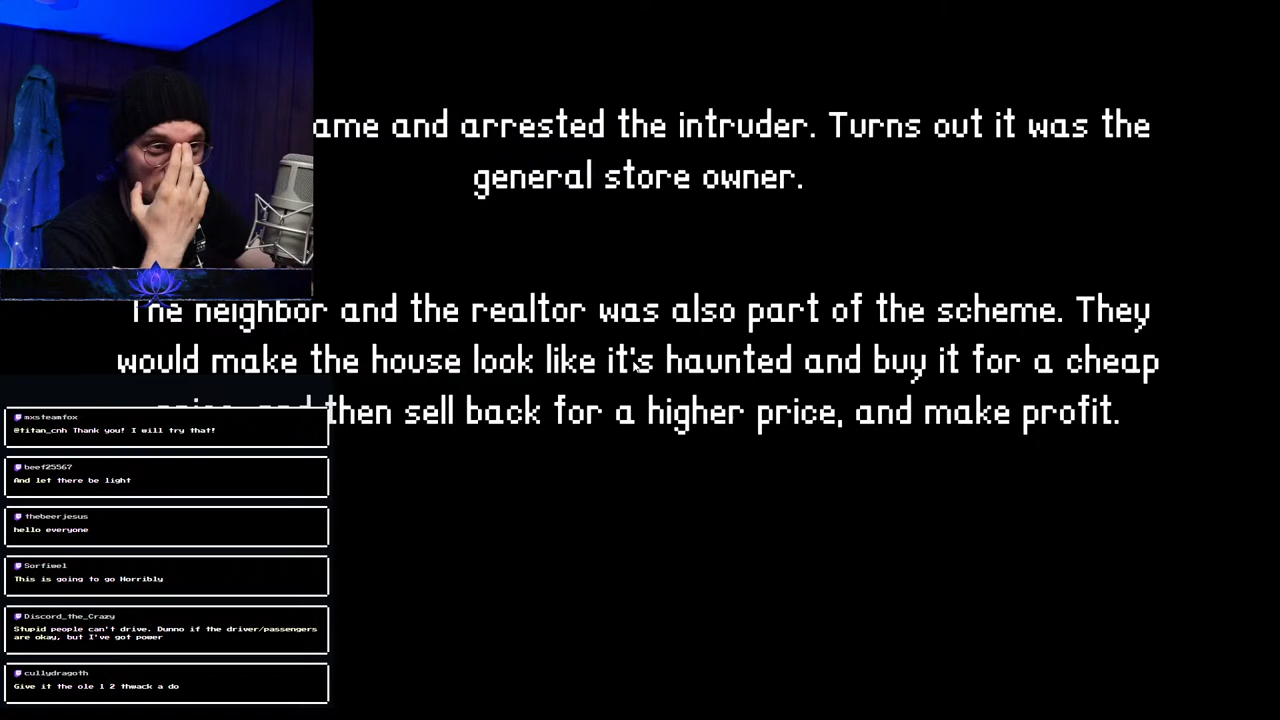 ame and arrested the intruder. Turns out it was the
general store owner.
The neighbor and the realtor was also part of the scheme. They
would make the house look like it's haunted and buy it for a cheap
then sell back for a higher price, and make profit.
mxsteamfox
@titan_cnh Thank you! I will try that!
beef25567
And let there be light
thebeerjesus
hello everyone
Sorfiwel
This is going to go Horribly
Discord_the_Crazy
Stupid people can't drive. Dunno if the driver/passengers
are okay, but I've got power
cullydragoth
Give it the ole 1 2 thwack a do